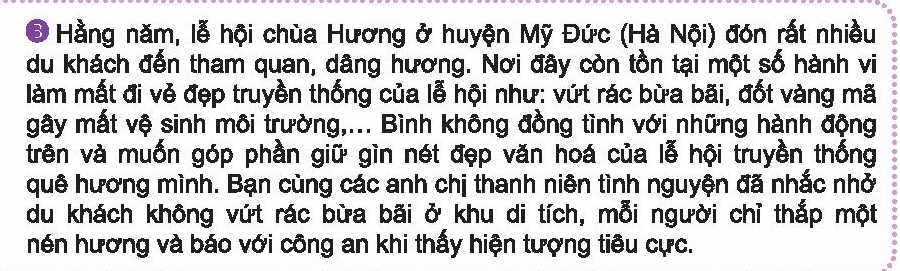 3 Hằng năm, lễ hội chùa Hương ở huyện Mỹ Đức (Hà Nội) đón rất nhiều
du khách đến tham quan, dâng hương. Nơi đây còn tồn tại một số hành vi
làm mất đi vẻ đẹp truyền thống của lễ hội như: vứt rác bừa bãi, đốt vàng mã
gây mất vệ sinh môi trường,... Bình không đồng tình với những hành động
trên và muốn góp phần giữ gìn nét đẹp văn hoá của lễ hội truyền thống
quê hương mình. Bạn cùng các anh chị thanh niên tình nguyện đã nhắc nhở
du khách không vứt rác bừa bãi ở khu di tích, mỗi người chỉ thắp một
nén hương và báo với công an khi thấy hiện tượng tiêu cực.